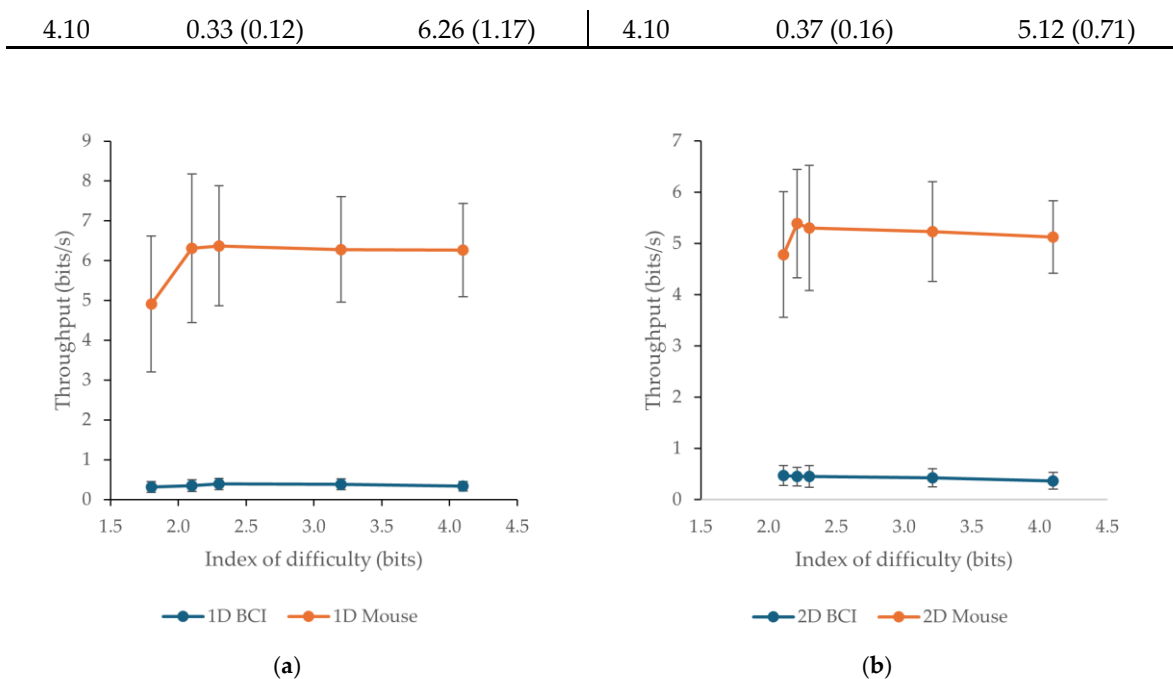 4.10 0.33 (0.12) 6.26 (1.17) 4.10 0.37 (0.16) 5.12 (0.71)
9
8
7
6
5
4
3
2
1
0
Throughput (bits/s)
1.5 2.0 2.5 3.0 3.5 4.0 4.5
Index of difficulty (bits)
1D BCI 1D Mouse
(a)
7
6
5
4
3
2
1
0
Throughput (bits/s)
1.5 2.0 2.5 3.0 3.5 4.0 4.5
Index of difficulty (bits)
2D BCI 2D Mouse
(b)